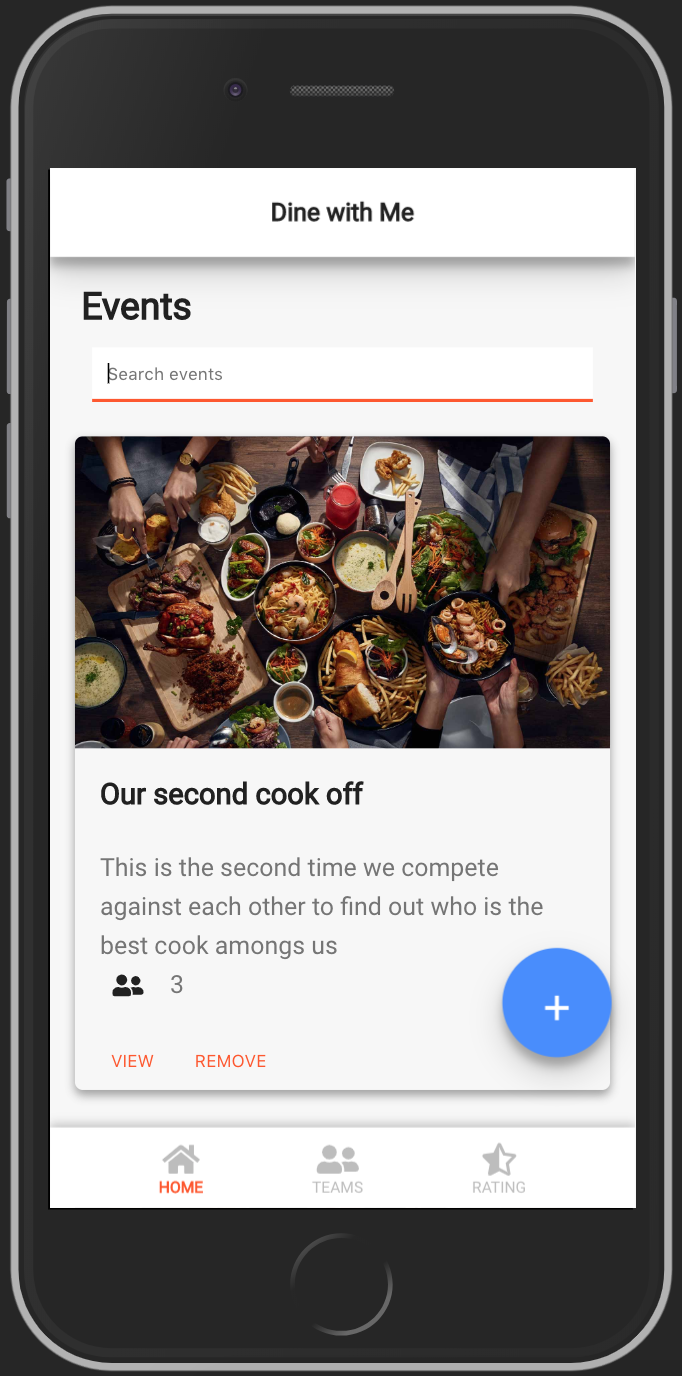 Dine with Me
Events
Search events
Our second cook off
This is the second time we compete
against each other to find out who is the
best cook amongs us
3
VIEW REMOVE
+
HOME TEAMS RATING